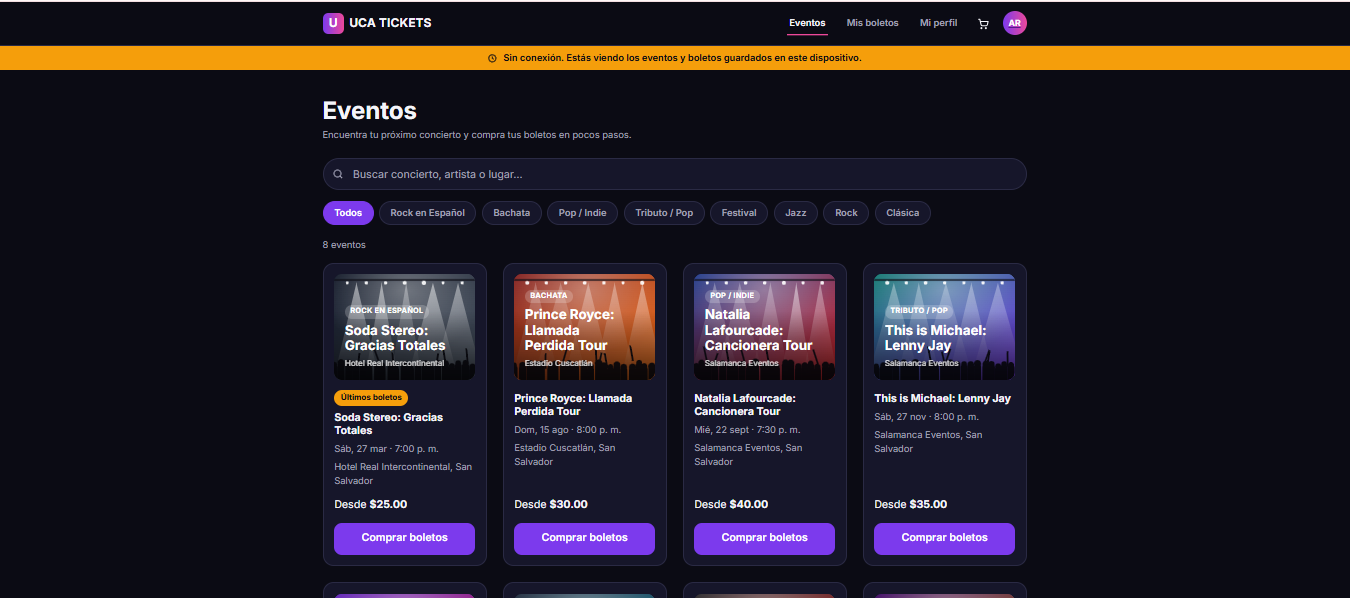 U UCA TICKETS
Eventos Mis boletos Mi perfil AR
Sin conexión. Estás viendo los eventos y boletos guardados en este dispositivo.
Eventos
Encuentra tu próximo concierto y compra tus boletos en pocos pasos.
Buscar concierto, artista o lugar...
Todos Rock en Español Bachata Pop / Indie Tributo / Pop Festival Jazz Rock Clásica
8 eventos
ROCK EN ESPAÑOL
Soda Stereo:
Gracias Totales
Hotel Real Intercontinental
Últimos boletos
Soda Stereo: Gracias
Totales
Sáb, 27 mar · 7:00 p. m.
Hotel Real Intercontinental, San
Salvador
Desde $25.00
Comprar boletos
BACHATA
Prince Royce:
Llamada
Perdida Tour
Estadio Cuscatlán
Prince Royce: Llamada
Perdida Tour
Dom, 15 ago · 8:00 p. m.
Estadio Cuscatlán, San
Salvador
Desde $30.00
Comprar boletos
POP / INDIE
Natalia
Lafourcade:
Cancionera Tour
Salamanca Eventos
Natalia Lafourcade:
Cancionera Tour
Mié, 22 sept · 7:30 p. m.
Salamanca Eventos, San
Salvador
Desde $40.00
Comprar boletos
TRIBUTO / POP
This is Michael:
Lenny Jay
Salamanca Eventos
This is Michael: Lenny Jay
Sáb, 27 nov · 8:00 p. m.
Salamanca Eventos, San
Salvador
Desde $35.00
Comprar boletos